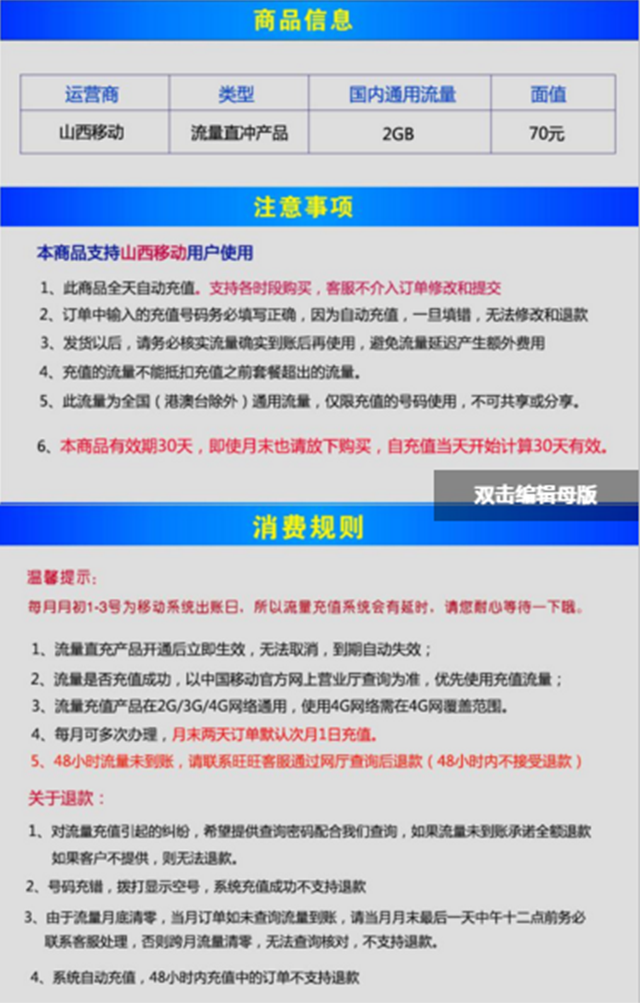 商品信息
运营商 类型 国内通用流量 面值
山西移动 流量直冲产品 2GB 70元
注意事项
本商品支持山西移动用户使用
1、此商品全天自动充值。支持各时段购买，客服不介入订单修改和提交
2、订单中输入的充值号码务必填写正确，因为自动充值，一旦填错，无法修改和退款
3、发货以后，请务必核实流量确实到账后再使用，避免流量延迟产生额外费用
4、充值的流量不能抵扣充值之前套餐超出的流量。
5、此流量为全国（港澳台除外）通用流量，仅限充值的号码使用，不可共享或分享。
6、本商品有效期30天，即使月末也请放下购买，自充值当天开始计算30天有效。
双击编辑母版
消费规则
温馨提示：
每月月初1-3号为移动系统出账日，所以流量充值系统会有延时，请您耐心等待一下哦。
1、流量直充产品开通后立即生效，无法取消，到期自动失效；
2、流量是否充值成功，以中国移动官方网上营业厅查询为准，优先使用充值流量；
3、流量充值产品在2G/3G/4G网络通用，使用4G网络需在4G网覆盖范围。
4、每月可多次办理，月末两天订单默认次月1日充值。
5、48小时流量未到账，请联系旺旺客服通过网厅查询后退款（48小时内不接受退款）
关于退款：
1、对流量充值引起的纠纷，希望提供查询密码配合我们查询，如果流量未到账承诺全额退款
如果客户不提供，则无法退款。
2、号码充错，拨打显示空号，系统充值成功不支持退款
3、由于流量月底清零，当月订单如未查询流量到账，请当月月末最后一天中午十二点前务必
联系客服处理，否则跨月流量清零，无法查询核对，不支持退款。
4、系统自动充值，48小时内充值中的订单不支持退款